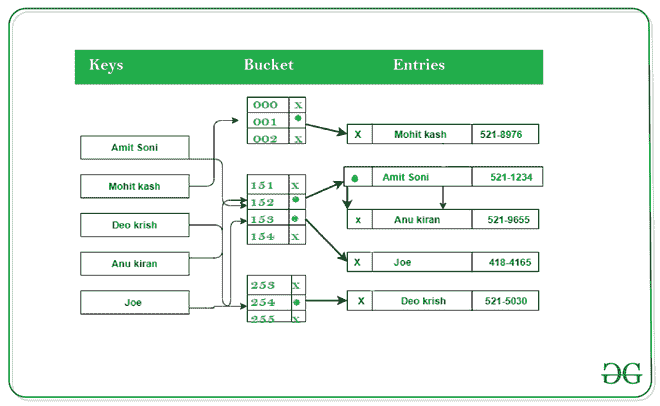 Keys Bucket Entries
Amit Soni
Mohit kash
Deo krish
Anu kiran
Joe
000 x
001
002 x
151 x
152
153
154 x
253 x
254
255 x
x Mohit kash 521-8976
Amit Soni 521-1234
x Anu kiran 521-9655
x Joe 418-4165
x Deo krish 521-5030
GG